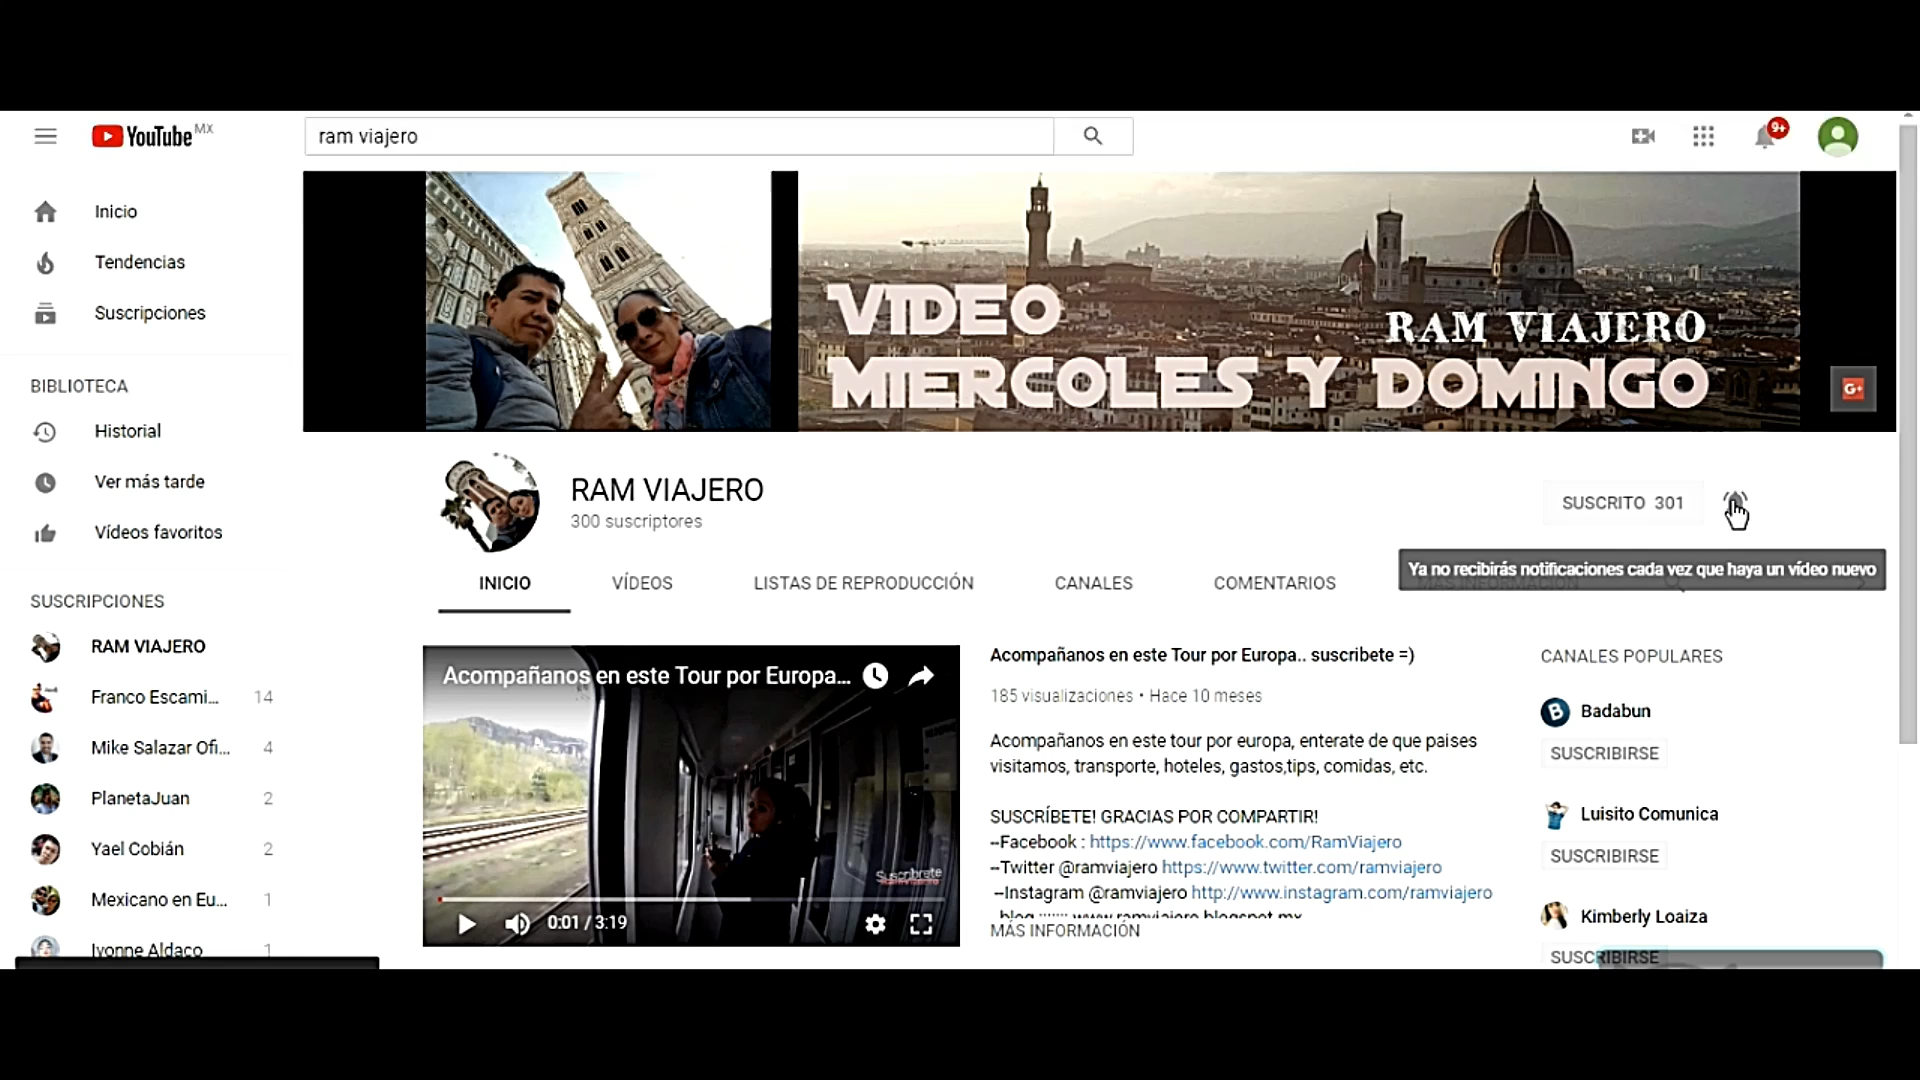 YouTube MX
ram viajero
9+
Inicio
Tendencias
Suscripciones
BIBLIOTECA
Historial
Ver más tarde
Vídeos favoritos
SUSCRIPCIONES
RAM VIAJERO
Franco Escami... 14
Mike Salazar Ofi... 4
PlanetaJuan 2
Yael Cobián 2
Mexicano en Eu... 1
Ivonne Aldaco 1
VIDEO
RAM VIAJERO
MIERCOLES Y DOMINGO
G+
RAM VIAJERO
300 suscriptores
SUSCRITO 301
Ya no recibirás notificaciones cada vez que haya un vídeo nuevo
INICIO VÍDEOS LISTAS DE REPRODUCCIÓN CANALES COMENTARIOS MÁS INFORMACIÓN
Acompañanos en este Tour por Europa...
Suscribrete
0:01 / 3:19
Acompañanos en este Tour por Europa.. suscribete =)
185 visualizaciones • Hace 10 meses
Acompañanos en este tour por europa, enterate de que paises
visitamos, transporte, hoteles, gastos,tips, comidas, etc.
SUSCRÍBETE! GRACIAS POR COMPARTIR!
--Facebook : https://www.facebook.com/RamViajero
--Twitter @ramviajero https://www.twitter.com/ramviajero
--Instagram @ramviajero http://www.instagram.com/ramviajero
MÁS INFORMACIÓN
CANALES POPULARES
Badabun
SUSCRIBIRSE
Luisito Comunica
SUSCRIBIRSE
Kimberly Loaiza
SUSCRIBIRSE